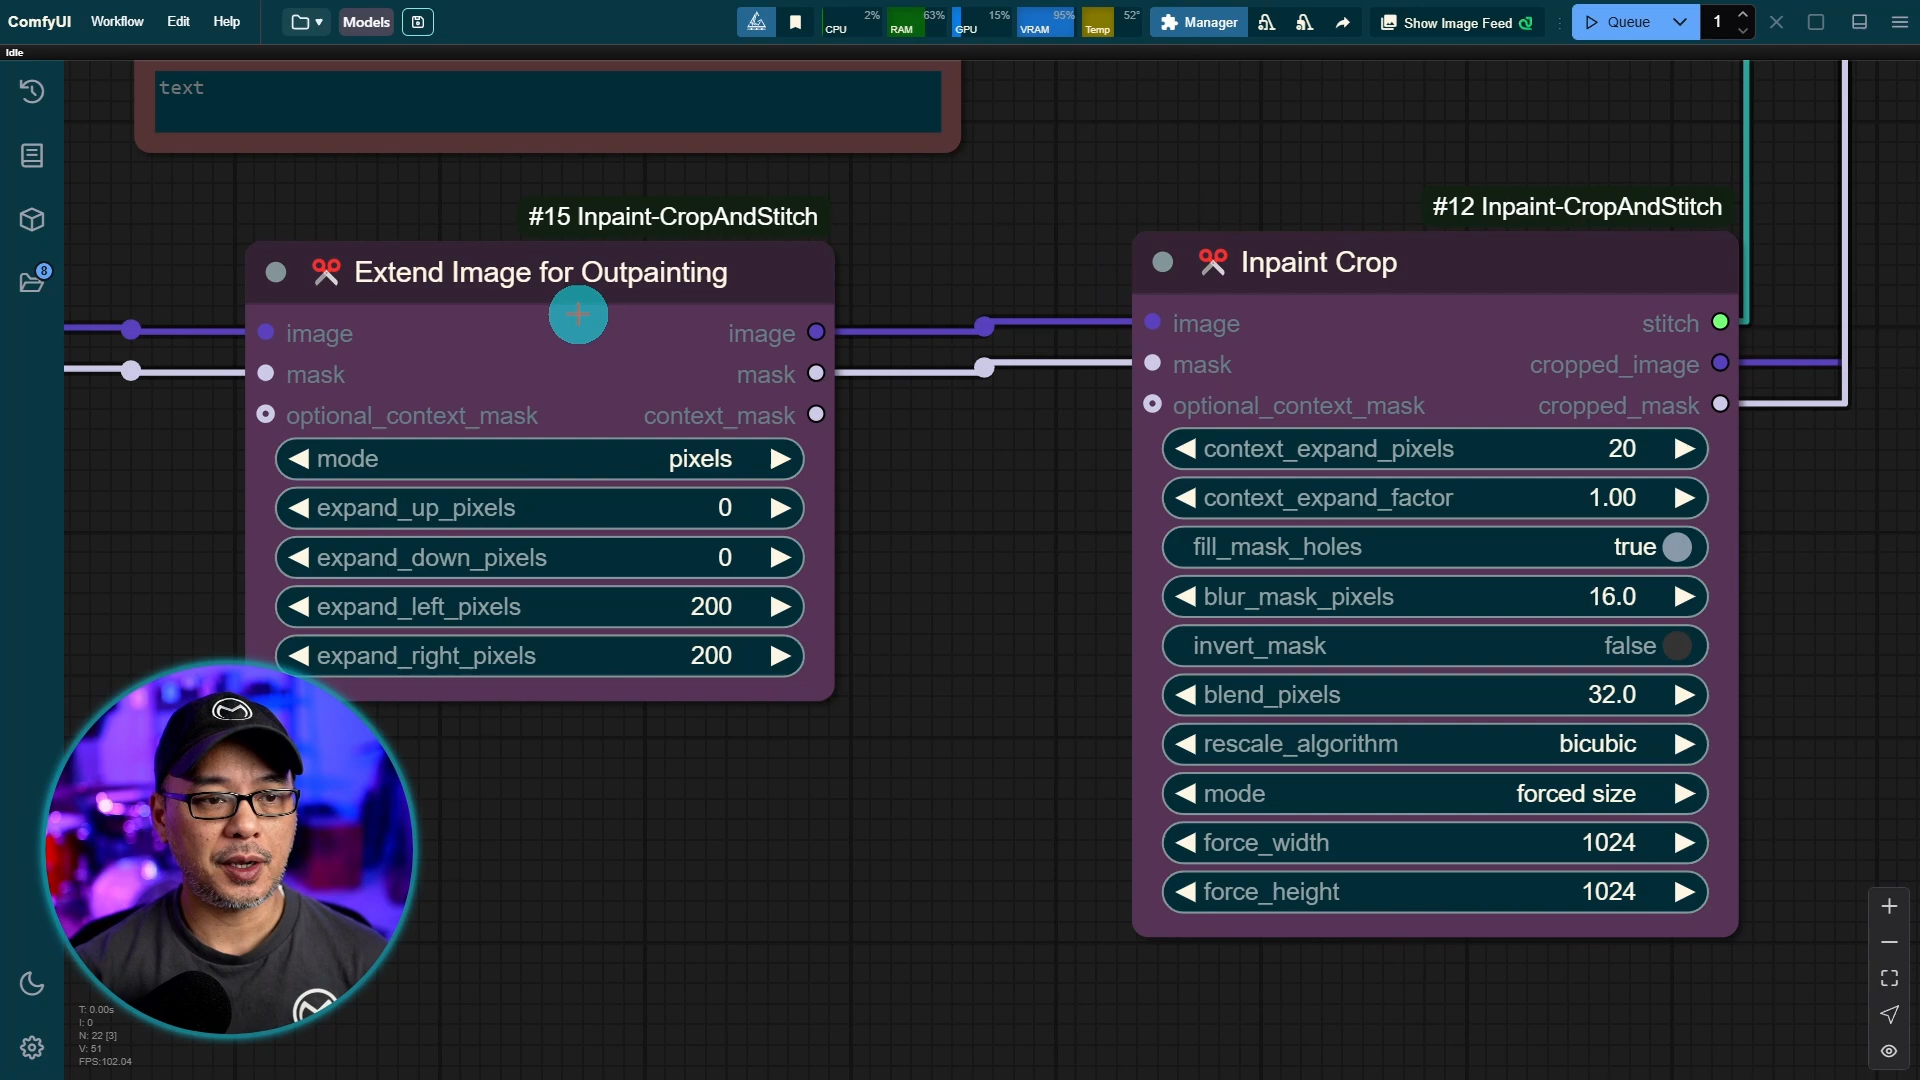 ComfyUI Workflow Edit Help Models CPU 2% RAM 63% GPU 15% VRAM 95% Temp 52° Manager Show Image Feed Queue 1
Idle
text
8
#15 Inpaint-CropAndStitch
Extend Image for Outpainting
image image
mask mask
optional_context_mask context_mask
mode pixels
expand_up_pixels 0
expand_down_pixels 0
expand_left_pixels 200
expand_right_pixels 200
#12 Inpaint-CropAndStitch
Inpaint Crop
image stitch
mask cropped_image
optional_context_mask cropped_mask
context_expand_pixels 20
context_expand_factor 1.00
fill_mask_holes true
blur_mask_pixels 16.0
invert_mask false
blend_pixels 32.0
rescale_algorithm bicubic
mode forced size
force_width 1024
force_height 1024
T: 0.00s
I: 0
N: 22 [3]
V: 51
FPS:102.04